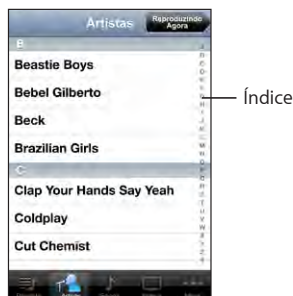 Artistas
Reproduzindo
Agora
B
Beastie Boys
Bebel Gilberto
Índice
Beck
Brazilian Girls
C
Clap Your Hands Say Yeah
Coldplay
Cut Chemist